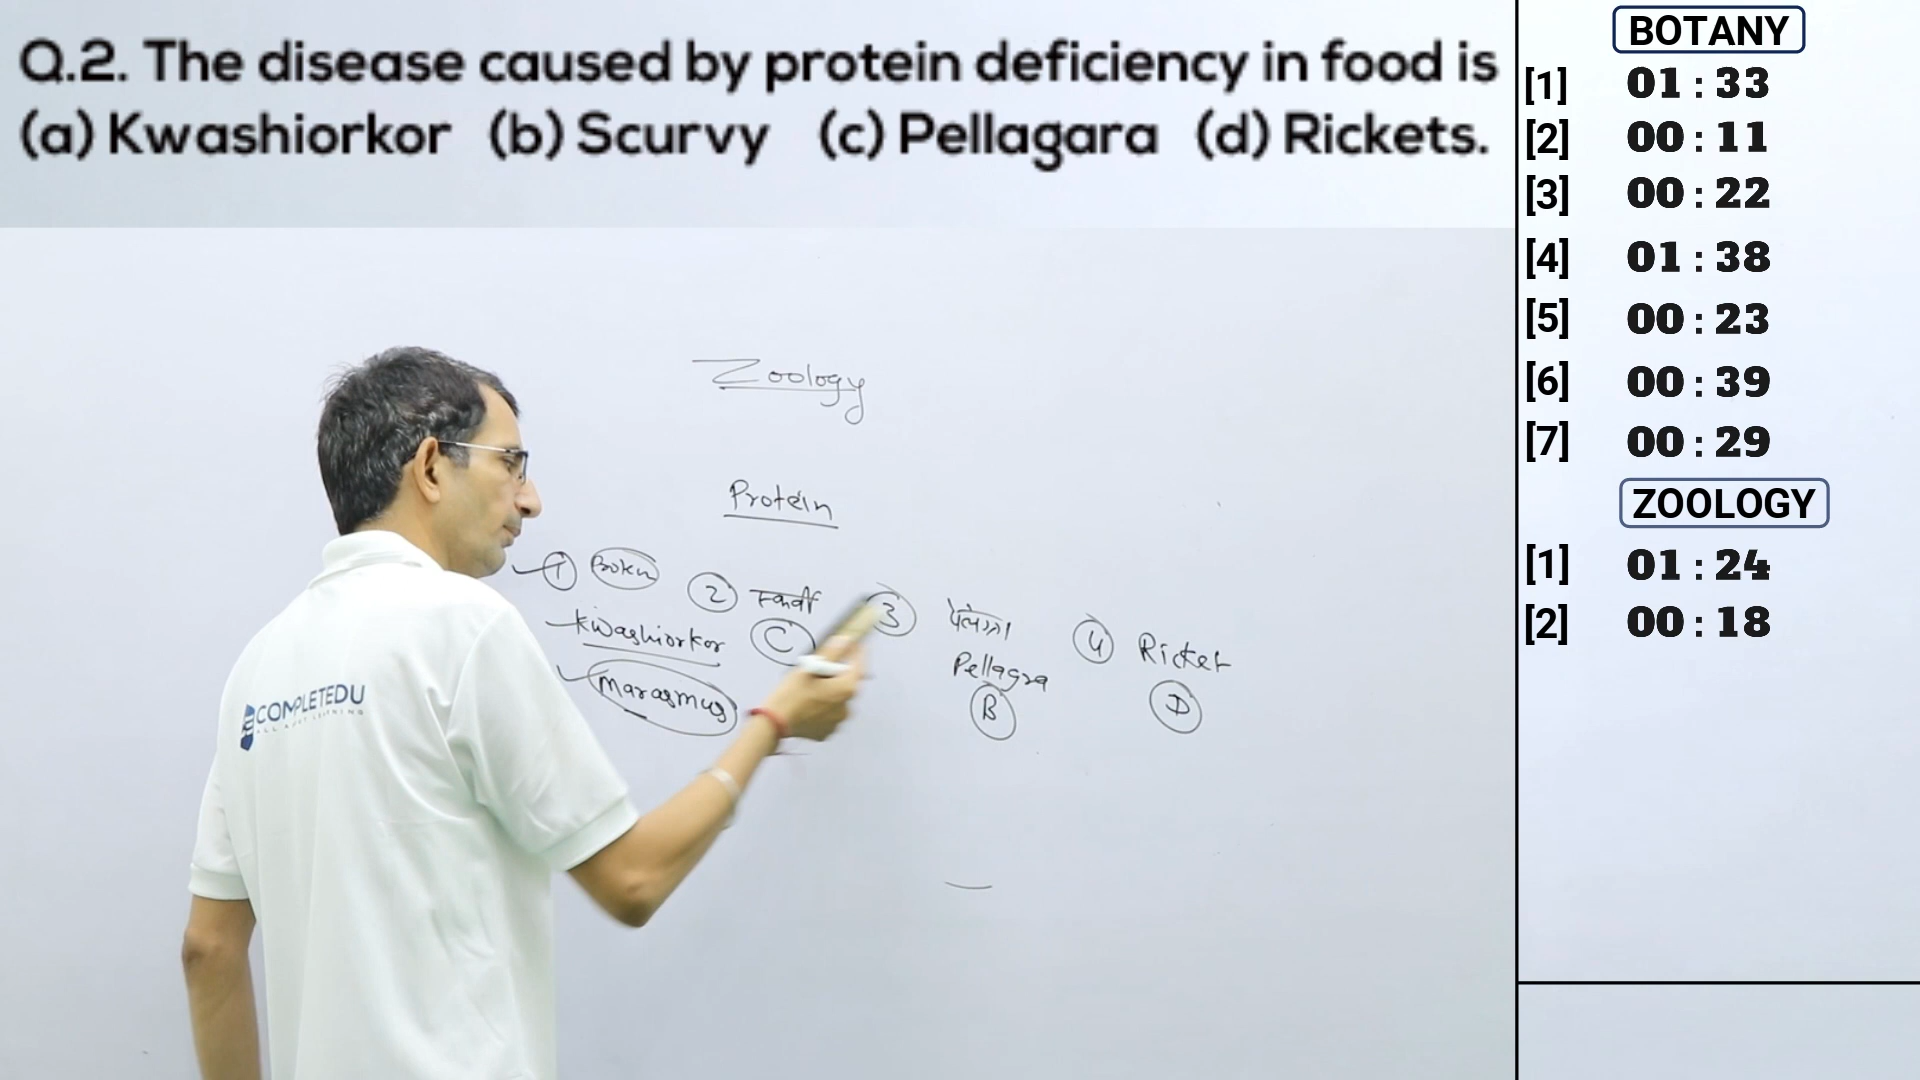 Q.2. The disease caused by protein deficiency in food is
(a) Kwashiorkor (b) Scurvy (c) Pellagara (d) Rickets.
Zoology
Protein
1 Protein 2 स्कर्वी 3 पेलेग्रा 4 Ricket
Kwashiorkor C Pellagra D
Marasmus B
COMPLETEDU
BOTANY
[1] 01 : 33
[2] 00 : 11
[3] 00 : 22
[4] 01 : 38
[5] 00 : 23
[6] 00 : 39
[7] 00 : 29
ZOOLOGY
[1] 01 : 24
[2] 00 : 18